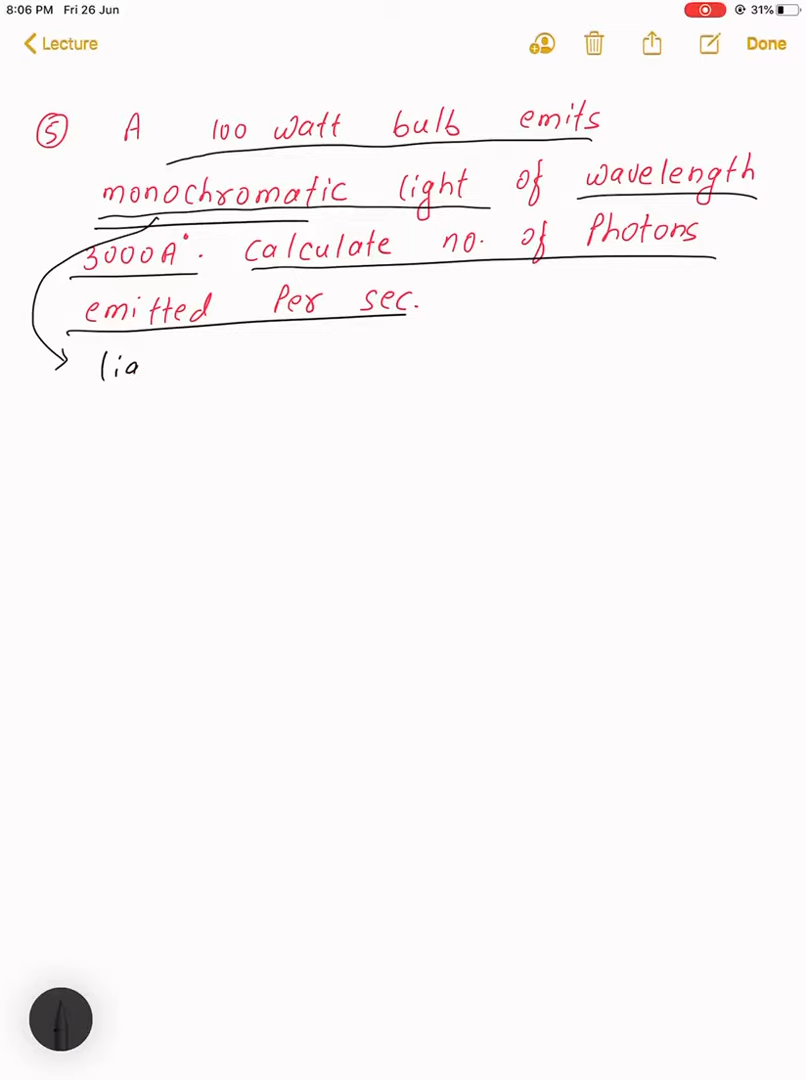 8:06 PM Fri 26 Jun 31%
Lecture Done
⑤ A 100 watt bulb emits
monochromatic light of wavelength
3000A°. Calculate no. of Photons
emitted Per sec.
lig